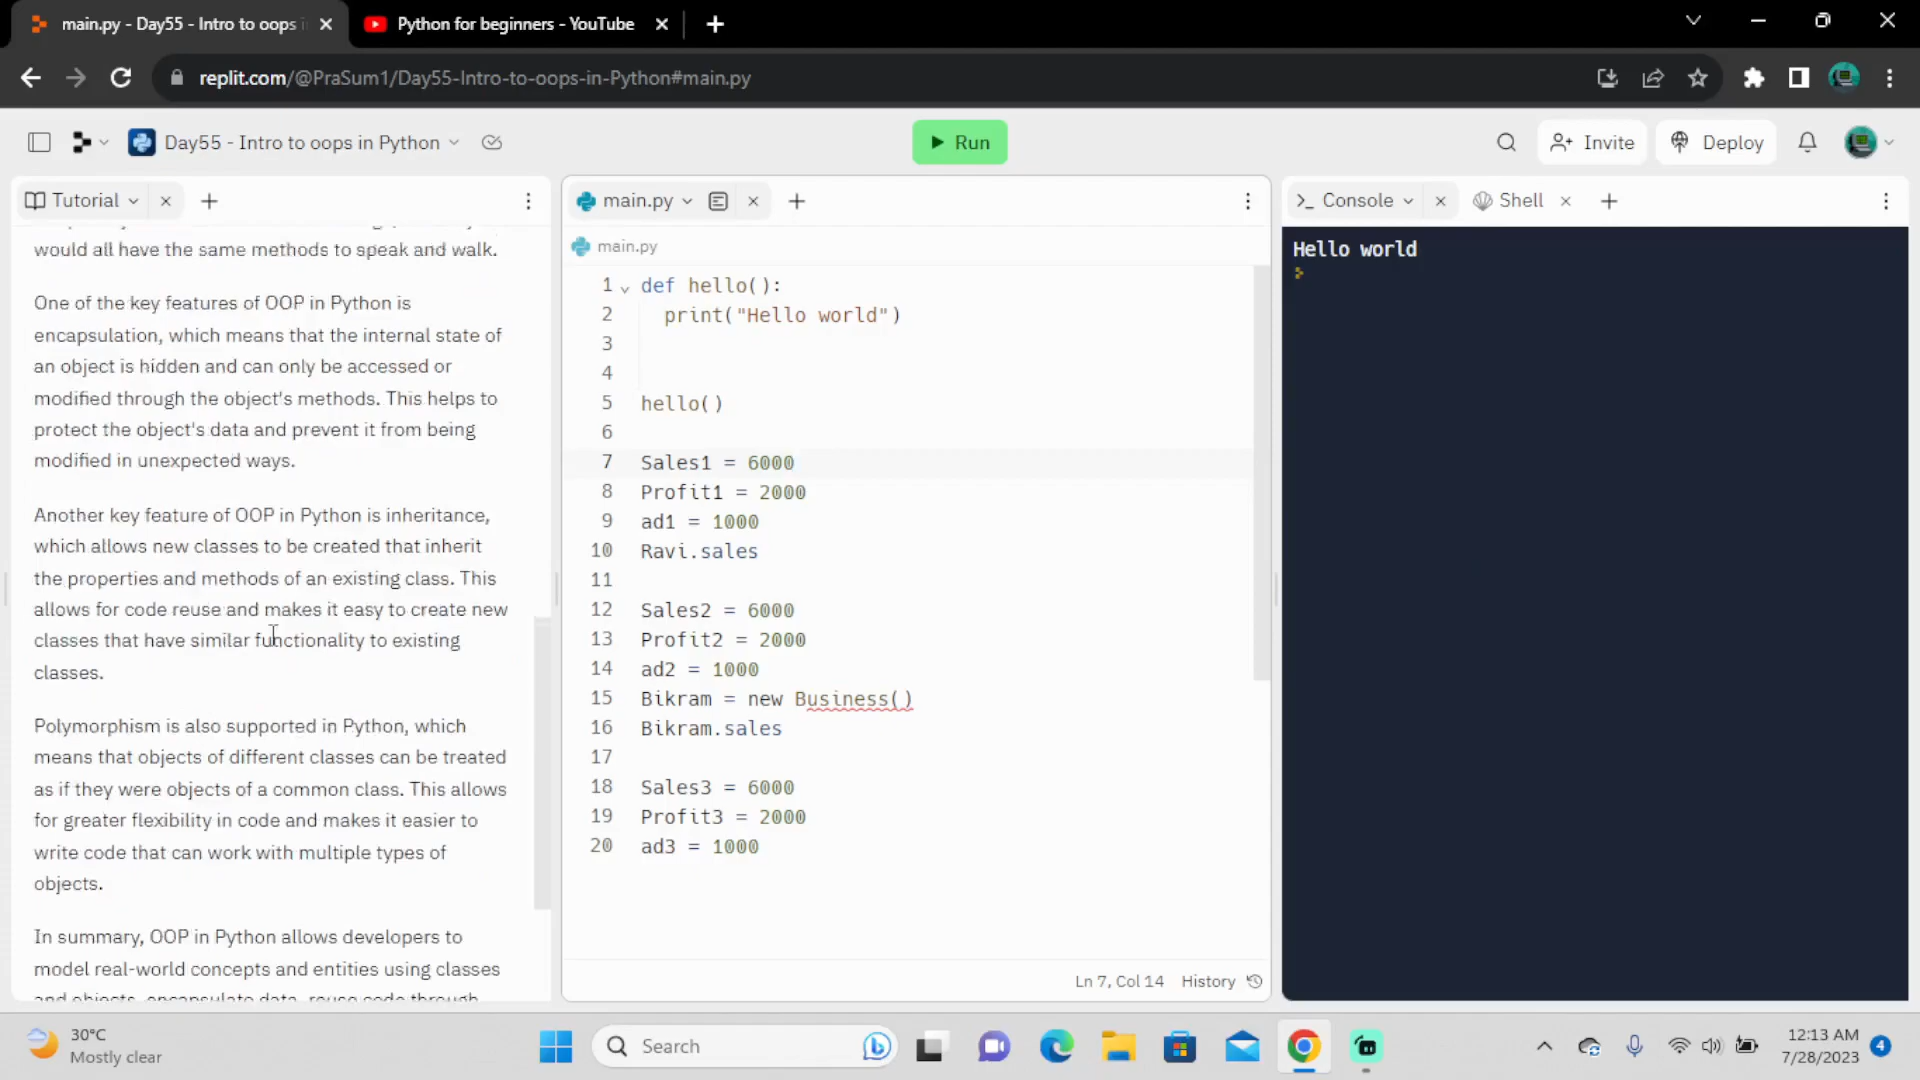 main.py - Day55 - Intro to oops i
Python for beginners - YouTube
replit.com/@PraSum1/Day55-Intro-to-oops-in-Python#main.py
Day55 - Intro to oops in Python
Run
Invite
Deploy
Tutorial
main.py
Console
Shell
would all have the same methods to speak and walk.
One of the key features of OOP in Python is
encapsulation, which means that the internal state of
an object is hidden and can only be accessed or
modified through the object's methods. This helps to
protect the object's data and prevent it from being
modified in unexpected ways.
Another key feature of OOP in Python is inheritance,
which allows new classes to be created that inherit
the properties and methods of an existing class. This
allows for code reuse and makes it easy to create new
classes that have similar functionality to existing
classes.
Polymorphism is also supported in Python, which
means that objects of different classes can be treated
as if they were objects of a common class. This allows
for greater flexibility in code and makes it easier to
write code that can work with multiple types of
objects.
In summary, OOP in Python allows developers to
model real-world concepts and entities using classes
and objects, encapsulate data, reuse code through
main.py
1 def hello():
2 print("Hello world")
3
4
5 hello()
6
7 Sales1 = 6000
8 Profit1 = 2000
9 ad1 = 1000
10 Ravi.sales
11
12 Sales2 = 6000
13 Profit2 = 2000
14 ad2 = 1000
15 Bikram = new Business()
16 Bikram.sales
17
18 Sales3 = 6000
19 Profit3 = 2000
20 ad3 = 1000
Ln 7, Col 14 History
Hello world
30°C
Mostly clear
Search
12:13 AM
7/28/2023
4